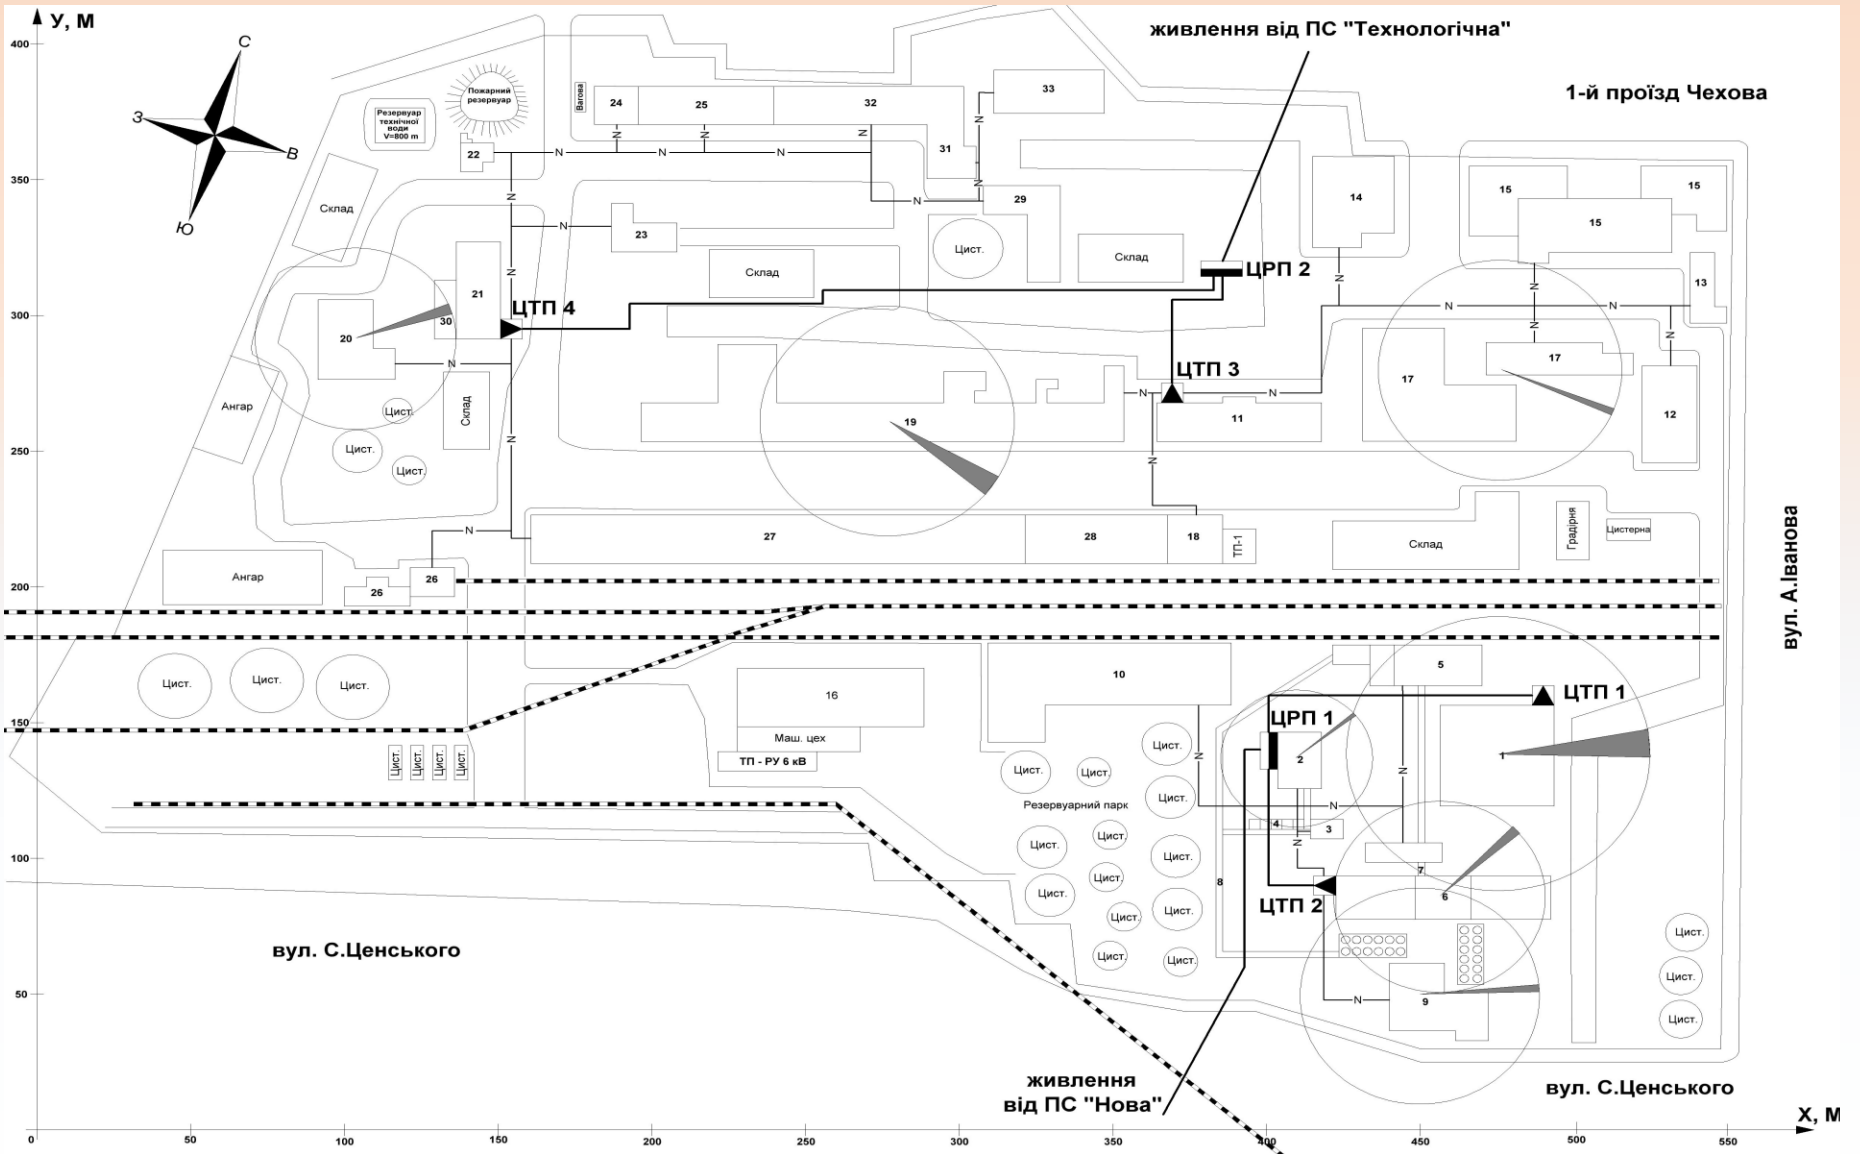 У, М
живлення від ПС "Технологічна"
400
С
З
В
Ю
Резервуар
технічної
води
V=800 m
Пожарний
резервуар
Вагова
24
25
32
33
1-й проїзд Чехова
N
N
N
N
N
N
N
22
31
N
N
350
Склад
N
N
23
N
29
14
15
15
15
Цист.
Склад
Склад
ЦРП 2
N
21
ЦТП 4
N
N
N
N
13
300
30
20
N
N
N
ЦТП 3
17
17
Ангар
Цист.
Склад
N
N
11
12
19
N
Цист.
Цист.
250
N
N
27
28
18
ТП-1
Склад
Градірня
Цистерна
вул. А.Іванова
Ангар
26
26
200
Цист.
Цист.
Цист.
16
10
5
ЦТП 1
150
Маш. цех
ТП - РУ 6 кВ
ЦРП 1
Цист.
Цист.
Цист.
Цист.
Цист.
Цист.
Цист.
N
2
N
1
Резервуарний парк
Цист.
N
4
3
Цист.
Цист.
N
100
Цист.
7
Цист.
Цист.
8
6
Цист.
Цист.
ЦТП 2
вул. С.Ценського
Цист.
Цист.
Цист.
Цист.
50
N
9
Цист.
живлення
від ПС "Нова"
вул. С.Ценського
Х, М
0
50
100
150
200
250
300
350
400
450
500
550